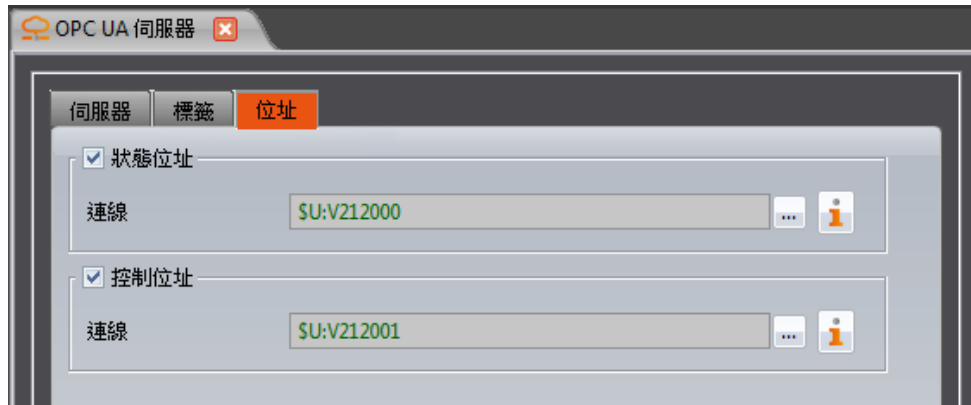 OPC UA 伺服器
伺服器 標籤 位址
狀態位址
連線 $U:V212000 ...
控制位址
連線 $U:V212001 ...